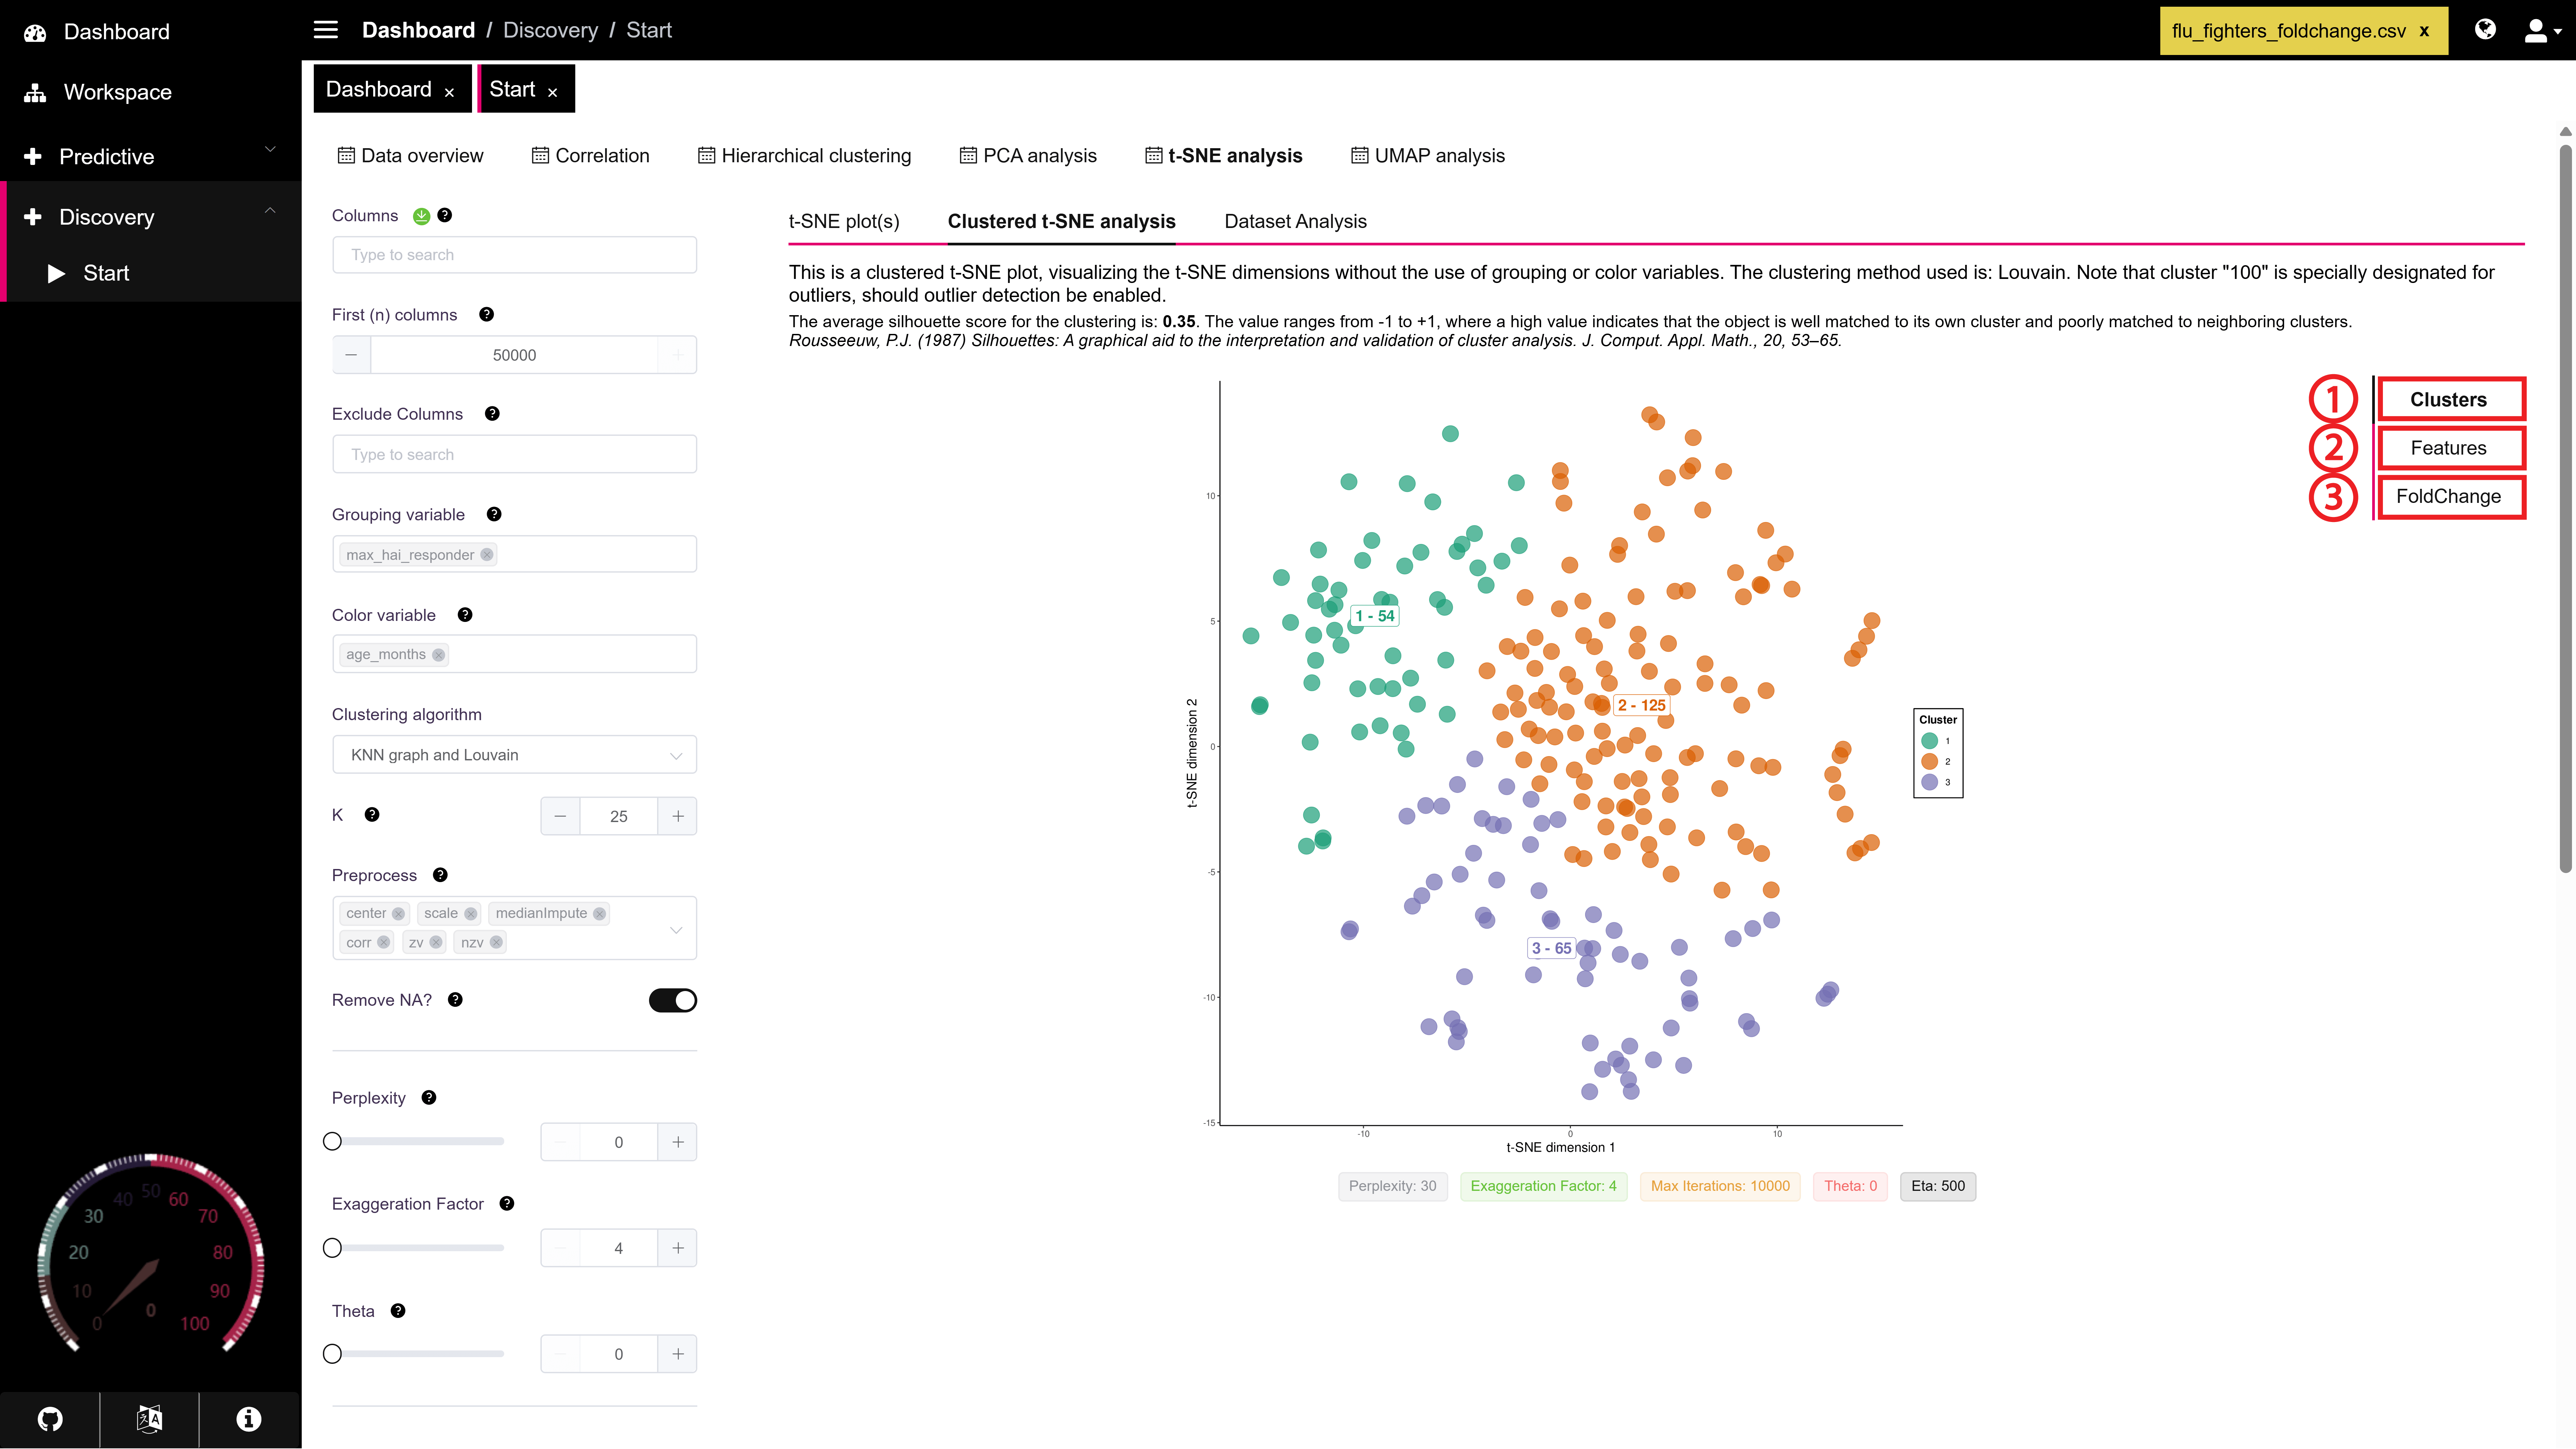 Dashboard
Workspace
Predictive
Discovery
Start
0
10
20
30
40
50
60
70
80
90
100
0
Dashboard / Discovery / Start
flu_fighters_foldchange.csv x
Dashboard ×
Start ×
Data overview
Correlation
Hierarchical clustering
PCA analysis
t-SNE analysis
UMAP analysis
Columns ?
Type to search
First (n) columns ?
50000
Exclude Columns ?
Type to search
Grouping variable ?
max_hai_responder
Color variable ?
age_months
Clustering algorithm
KNN graph and Louvain
K ?
25
Preprocess ?
center scale medianImpute
corr zv nzv
Remove NA? ?
Perplexity ?
0
Exaggeration Factor ?
4
Theta ?
0
t-SNE plot(s)
Clustered t-SNE analysis
Dataset Analysis
This is a clustered t-SNE plot, visualizing the t-SNE dimensions without the use of grouping or color variables. The clustering method used is: Louvain. Note that cluster "100" is specially designated for
outliers, should outlier detection be enabled.
The average silhouette score for the clustering is: 0.35. The value ranges from -1 to +1, where a high value indicates that the object is well matched to its own cluster and poorly matched to neighboring clusters.
Rousseeuw, P.J. (1987) Silhouettes: A graphical aid to the interpretation and validation of cluster analysis. J. Comput. Appl. Math., 20, 53–65.
1 Clusters
2 Features
3 FoldChange
10
5
0
-5
-10
-15
t-SNE dimension 2
1 - 54
2 - 125
3 - 65
Cluster
1
2
3
-10
0
10
t-SNE dimension 1
Perplexity: 30
Exaggeration Factor: 4
Max Iterations: 10000
Theta: 0
Eta: 500